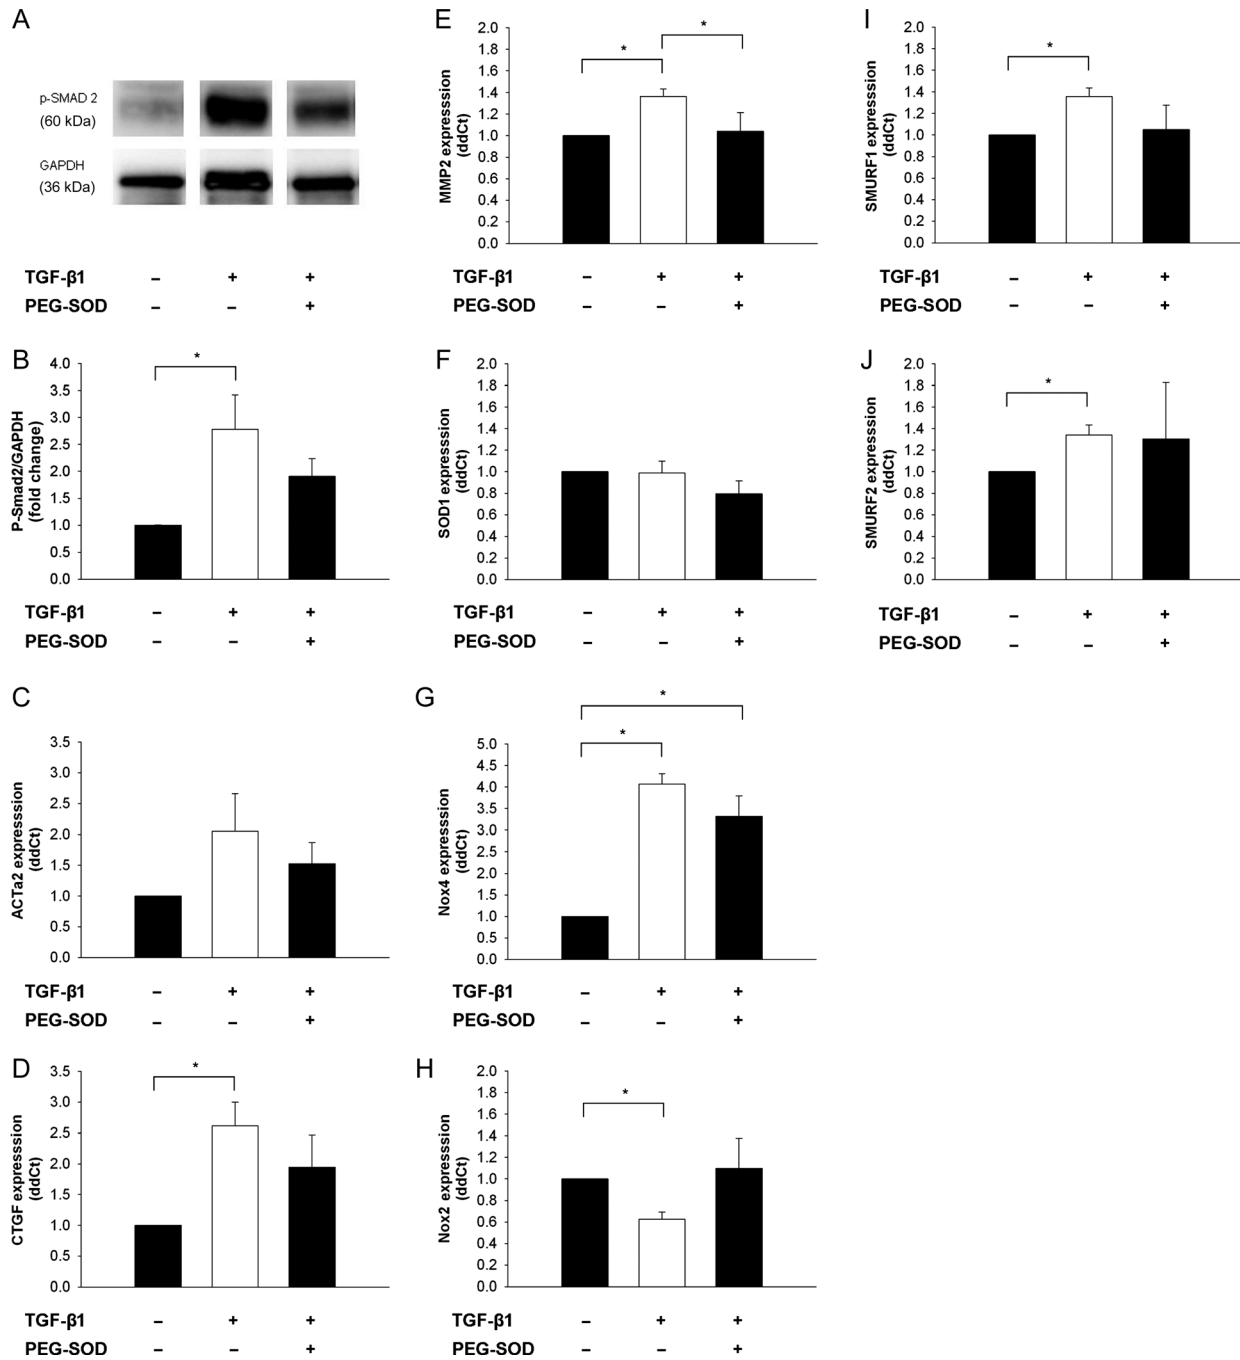 A
p-SMAD 2
(60 kDa)
GAPDH
(36 kDa)
TGF-β1 – + +
PEG-SOD – – +
B
P-Smad2/GAPDH
(fold change)
4.0
3.5
3.0
2.5
2.0
1.5
1.0
0.5
0.0
*
TGF-β1 – + +
PEG-SOD – – +
C
ACTa2 expresssion
(ddCt)
3.5
3.0
2.5
2.0
1.5
1.0
0.5
0.0
TGF-β1 – + +
PEG-SOD – – +
D
CTGF expresssion
(ddCt)
3.5
3.0
2.5
2.0
1.5
1.0
0.5
0.0
*
TGF-β1 – + +
PEG-SOD – – +
E
MMP2 expresssion
(ddCt)
2.0
1.8
1.6
1.4
1.2
1.0
0.8
0.6
0.4
0.2
0.0
* *
TGF-β1 – + +
PEG-SOD – – +
F
SOD1 expresssion
(ddCt)
2.0
1.8
1.6
1.4
1.2
1.0
0.8
0.6
0.4
0.2
0.0
TGF-β1 – + +
PEG-SOD – – +
G
Nox4 expresssion
(ddCt)
5.0
4.0
3.5
3.0
2.5
2.0
1.5
1.0
0.5
0.0
*
*
TGF-β1 – + +
PEG-SOD – – +
H
Nox2 expresssion
(ddCt)
2.0
1.8
1.6
1.4
1.2
1.0
0.8
0.6
0.4
0.2
0.0
*
TGF-β1 – + +
PEG-SOD – – +
I
SMURF1 expresssion
(ddCt)
2.0
1.8
1.6
1.4
1.2
1.0
0.8
0.6
0.4
0.2
0.0
*
TGF-β1 – + +
PEG-SOD – – +
J
SMURF2 expresssion
(ddCt)
2.0
1.8
1.6
1.4
1.2
1.0
0.8
0.6
0.4
0.2
0.0
*
TGF-β1 – + +
PEG-SOD – – +